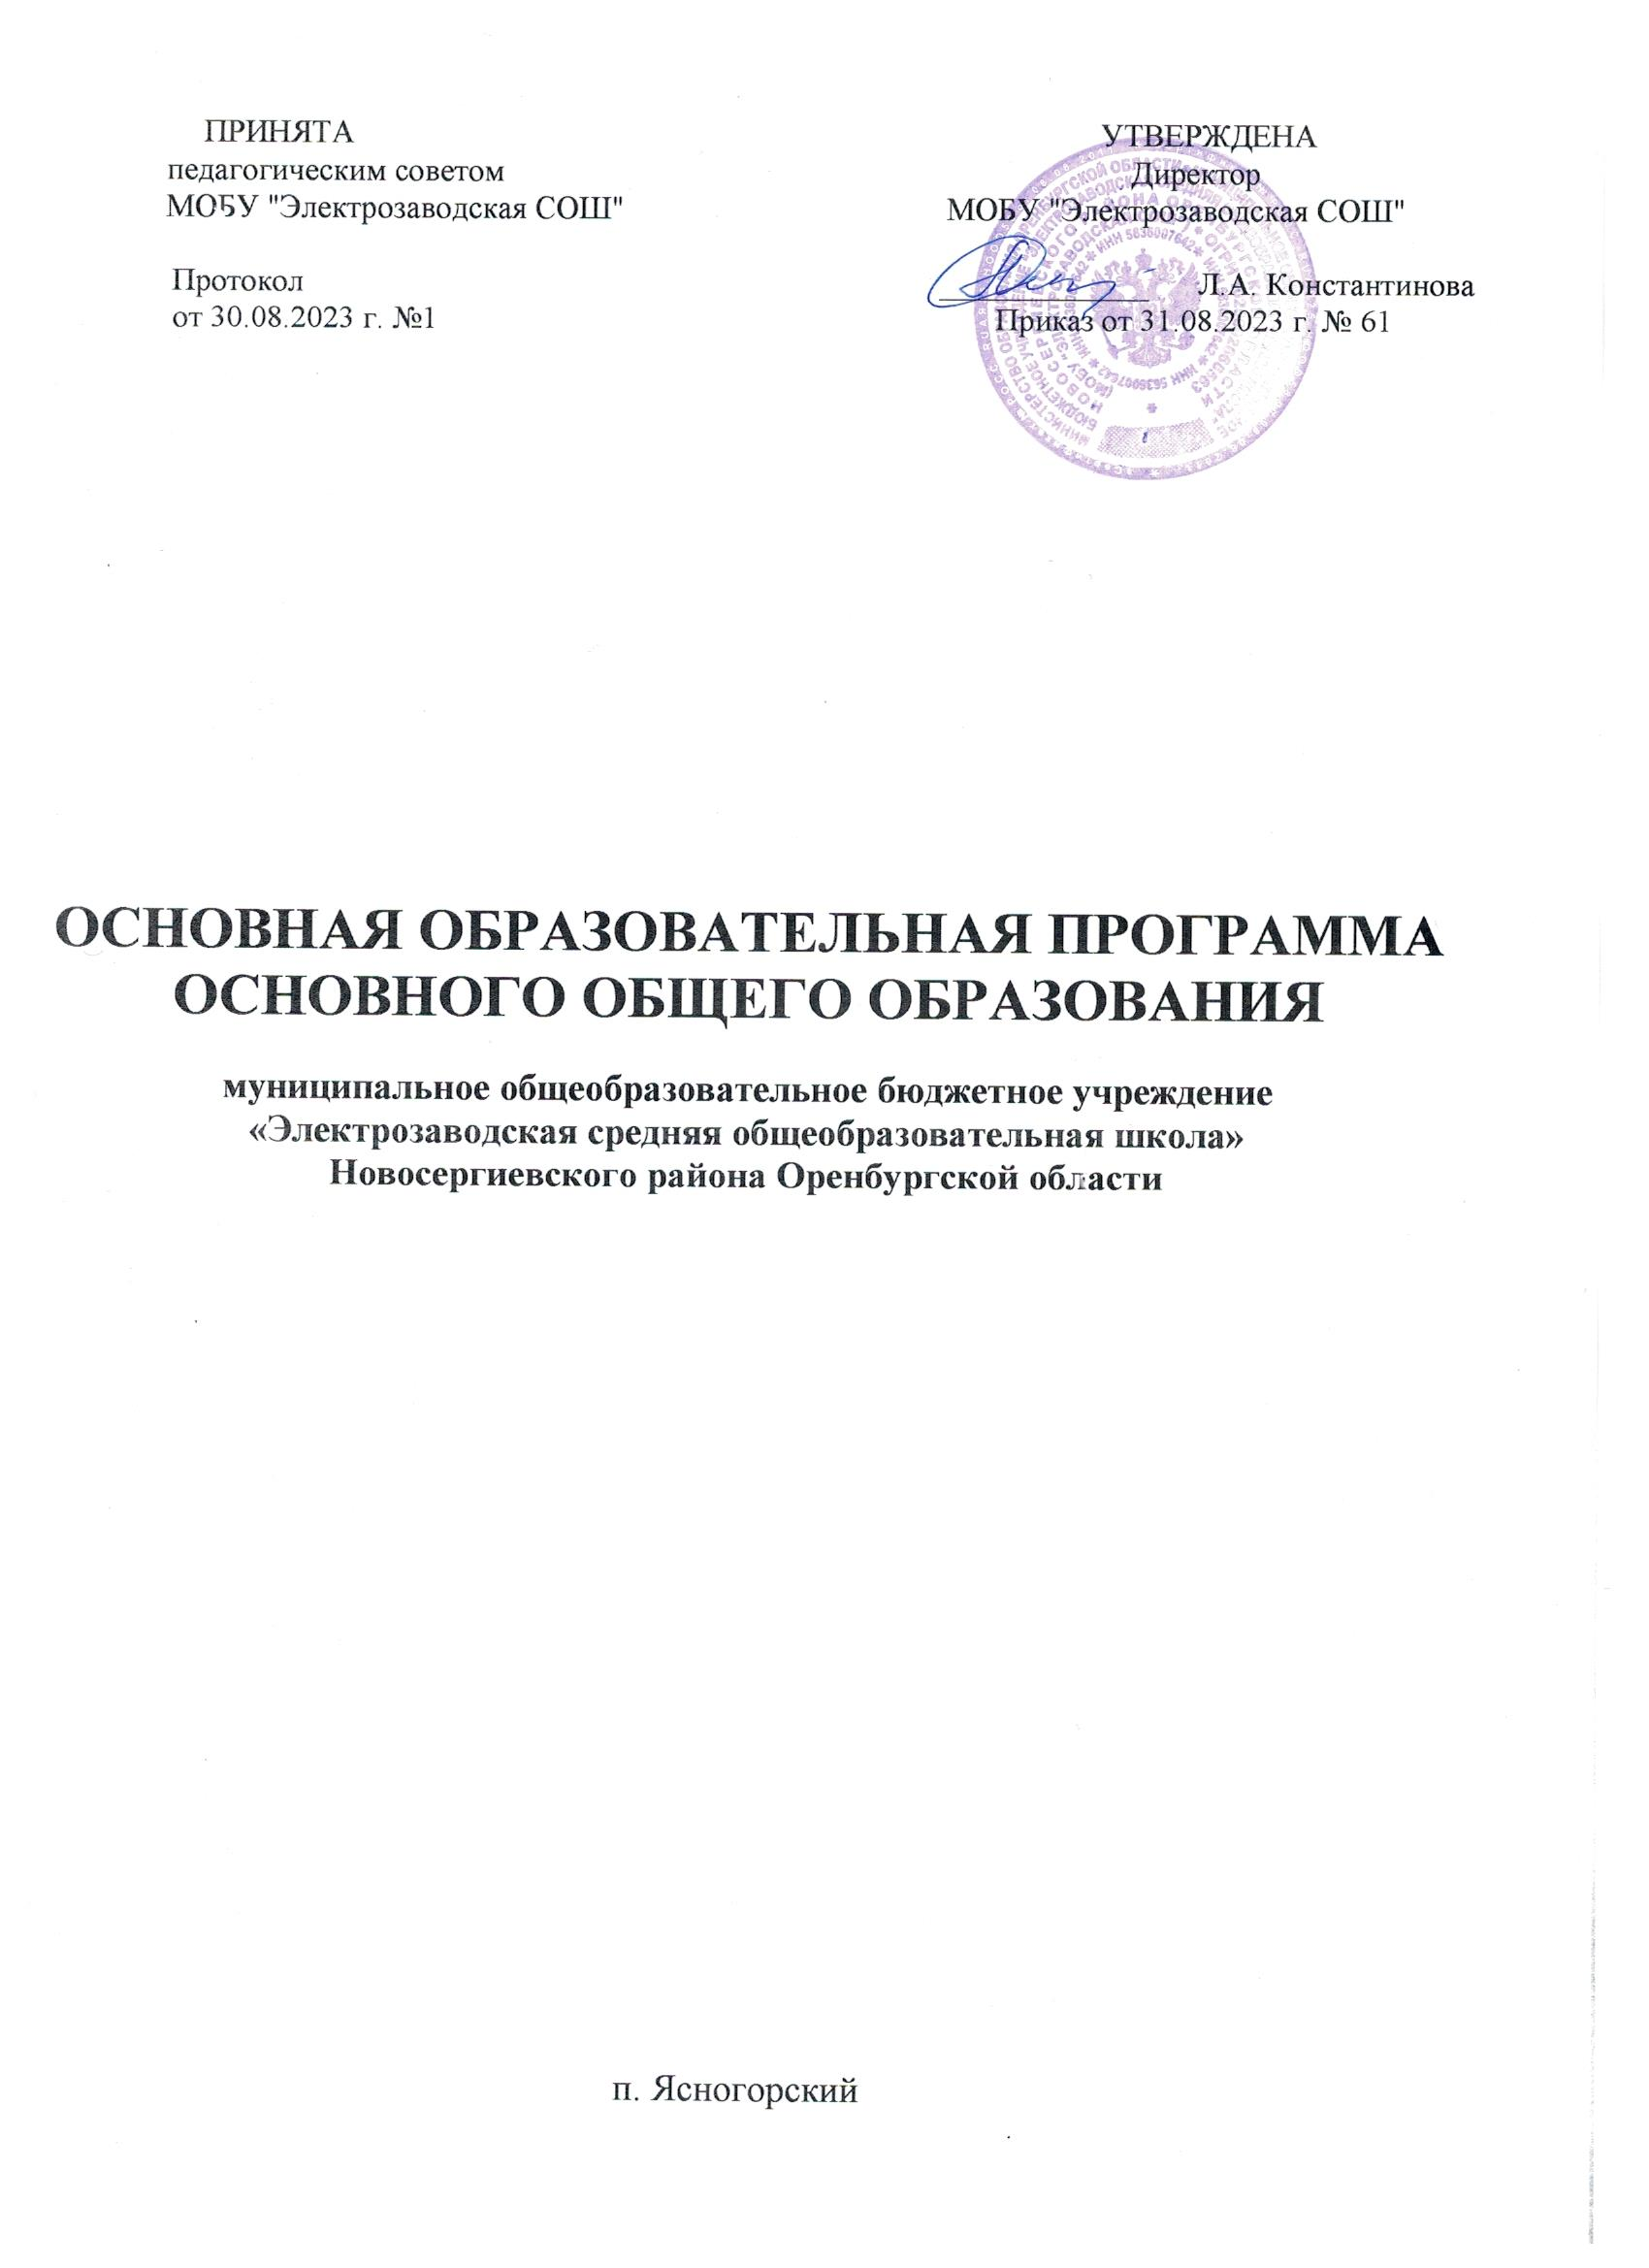 ПРИНЯТА
педагогическим советом
МОБУ "Электрозаводская СОШ"
Протокол
от 30.08.2023 г. №1
УТВЕРЖДЕНА
Директор
МОБУ "Электрозаводская СОШ"
Л.А. Константинова
Приказ от 31.08.2023 г. № 61
ОСНОВНАЯ ОБРАЗОВАТЕЛЬНАЯ ПРОГРАММА
ОСНОВНОГО ОБЩЕГО ОБРАЗОВАНИЯ
муниципальное общеобразовательное бюджетное учреждение
«Электрозаводская средняя общеобразовательная школа»
Новосергиевского района Оренбургской области
п. Ясногорский